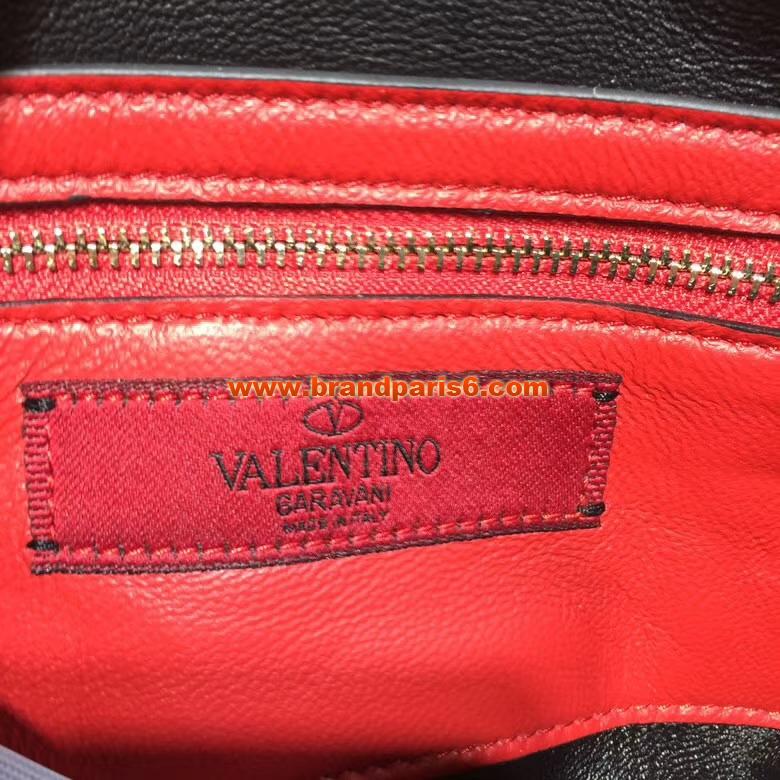 www.brandparis6.com
V
VALENTINO
GARAVANI
MADE IN ITALY